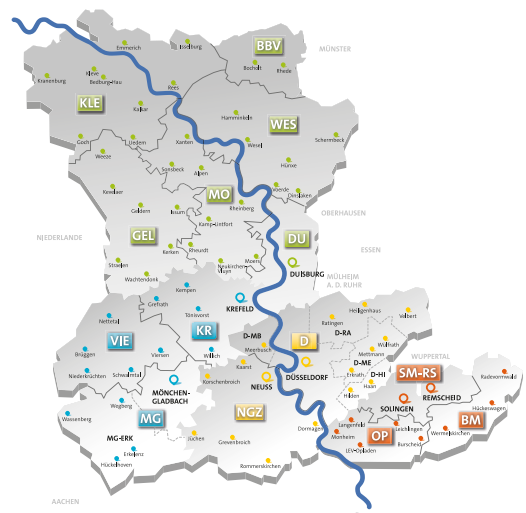 Isselburg
Emmerich
BBV
MÜNSTER
Bocholt
Rhede
Kranenburg
Kleve
Bedburg-Hau
Rees
KLE
Kalkar
Hamminkeln
WES
Schermbeck
Goch
Uedem
Xanten
Wesel
Weeze
Sonsbeck
Alpen
Hünxe
Kevelaer
MO
Voerde
Dinslaken
Geldern
Issum
Rheinberg
OBERHAUSEN
Kamp-Lintfort
NIEDERLANDE
GEL
DU
Kerken
Rheurdt
ESSEN
Straelen
Neukirchen-
Vluyn
Moers
DUISBURG
Wachtendonk
MÜLHEIM
A. D. RUHR
Kempen
Grefrath
KREFELD
Tönisvorst
Heiligenhaus
Velbert
Nettetal
KR
Ratingen
VIE
D-MB
D
D-RA
Meerbusch
Wülfrath
Brüggen
Viersen
Willich
Mettmann
WUPPERTAL
Kaarst
D-ME
Niederkrüchten
Schwalmtal
Erkrath
D-HI
SM-RS
Korschenbroich
NEUSS
DÜSSELDORF
Radevormwald
MÖNCHEN-
GLADBACH
Haan
REMSCHEID
Wegberg
Hilden
SOLINGEN
Wassenberg
MG
NGZ
Hückeswagen
BM
Dormagen
Langenfeld
Leichlingen
MG-ERK
Jüchen
Monheim
OP
Wermelskirchen
Grevenbroich
Burscheid
Erkelenz
LEV-Opladen
Hückelhoven
Rommerskirchen
AACHEN